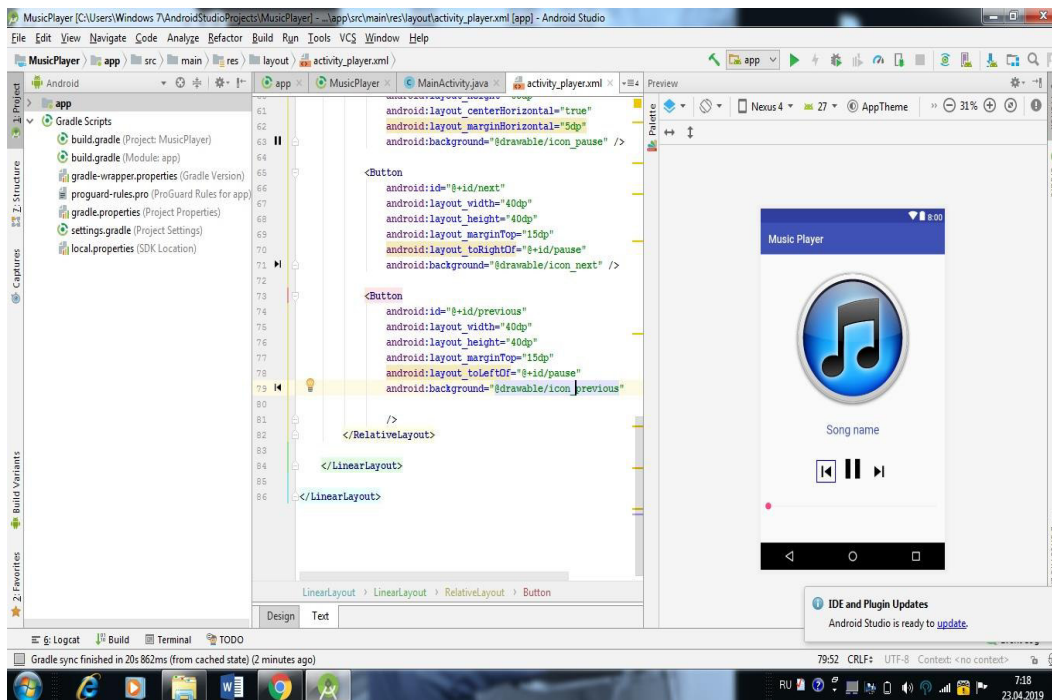 MusicPlayer [C:\Users\Windows 7\AndroidStudioProjects\MusicPlayer] - ...\app\src\main\res\layout\activity_player.xml [app] - Android Studio
File Edit View Navigate Code Analyze Refactor Build Run Tools VCS Window Help
MusicPlayer app src main res layout activity_player.xml
app
Android
app
Gradle Scripts
build.gradle (Project: MusicPlayer)
build.gradle (Module: app)
gradle-wrapper.properties (Gradle Version)
proguard-rules.pro (ProGuard Rules for app)
gradle.properties (Project Properties)
settings.gradle (Project Settings)
local.properties (SDK Location)
1: Project
7: Structure
Captures
Build Variants
2: Favorites
app MusicPlayer MainActivity.java activity_player.xml
61 android:layout_centerHorizontal="true"
62 android:layout_marginHorizontal="5dp"
63 android:background="@drawable/icon_pause" />
64
65 <Button
66 android:id="@+id/next"
67 android:layout_width="40dp"
68 android:layout_height="40dp"
69 android:layout_marginTop="15dp"
70 android:layout_toRightOf="@+id/pause"
71 android:background="@drawable/icon_next" />
72
73 <Button
74 android:id="@+id/previous"
75 android:layout_width="40dp"
76 android:layout_height="40dp"
77 android:layout_marginTop="15dp"
78 android:layout_toLeftOf="@+id/pause"
79 android:background="@drawable/icon_previous"
80
81 />
82 </RelativeLayout>
83
84 </LinearLayout>
85
86 </LinearLayout>
LinearLayout › LinearLayout › RelativeLayout › Button
Design Text
Preview
Palette
Nexus 4 27 AppTheme » 31%
8:00
Music Player
Song name
IDE and Plugin Updates
Android Studio is ready to update.
6: Logcat Build Terminal TODO
Gradle sync finished in 20s 862ms (from cached state) (2 minutes ago)
79:52 CRLF UTF-8 Context: <no context>
RU
7:18
23.04.2019